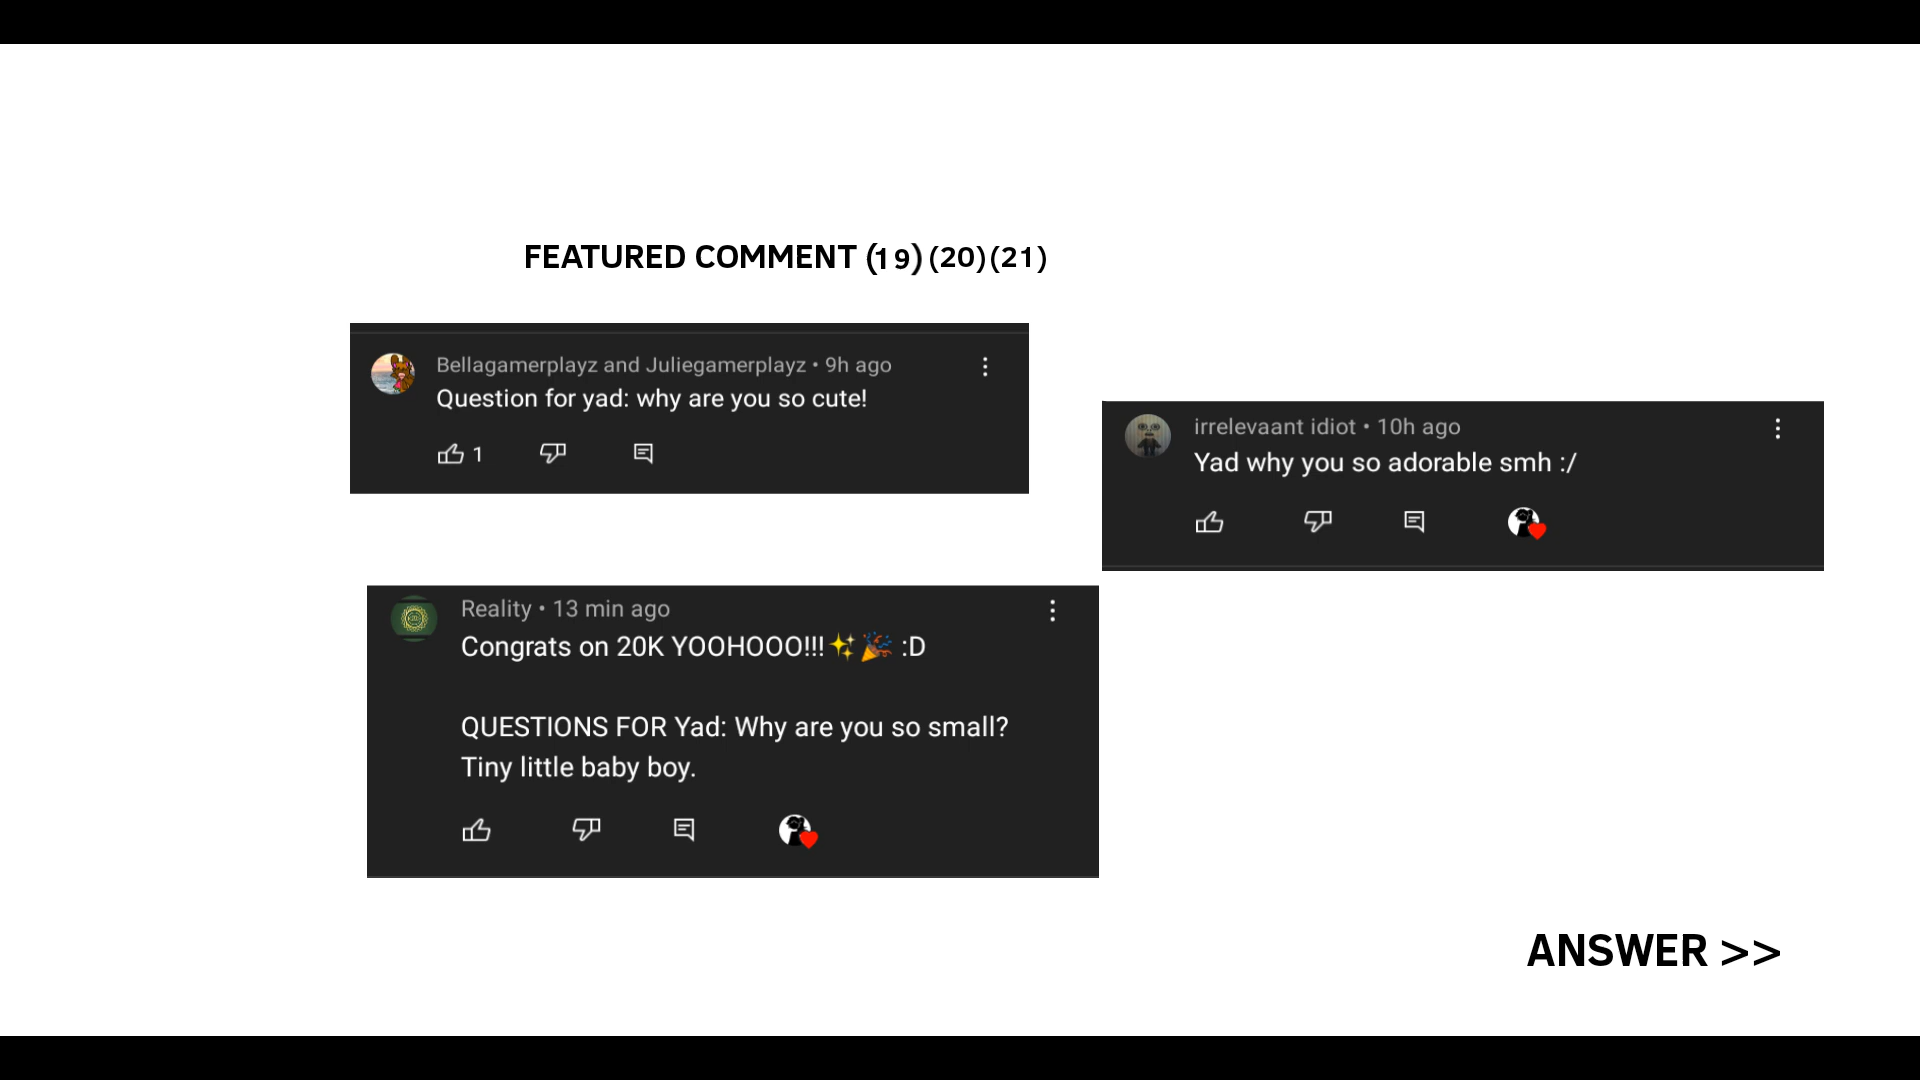 FEATURED COMMENT (19)(20)(21)
Bellagamerplayz and Juliegamerplayz • 9h ago
Question for yad: why are you so cute!
1
irrelevaant idiot • 10h ago
Yad why you so adorable smh :/
Reality • 13 min ago
Congrats on 20K YOOHOOO!!!✨🎉 :D
QUESTIONS FOR Yad: Why are you so small?
Tiny little baby boy.
ANSWER >>